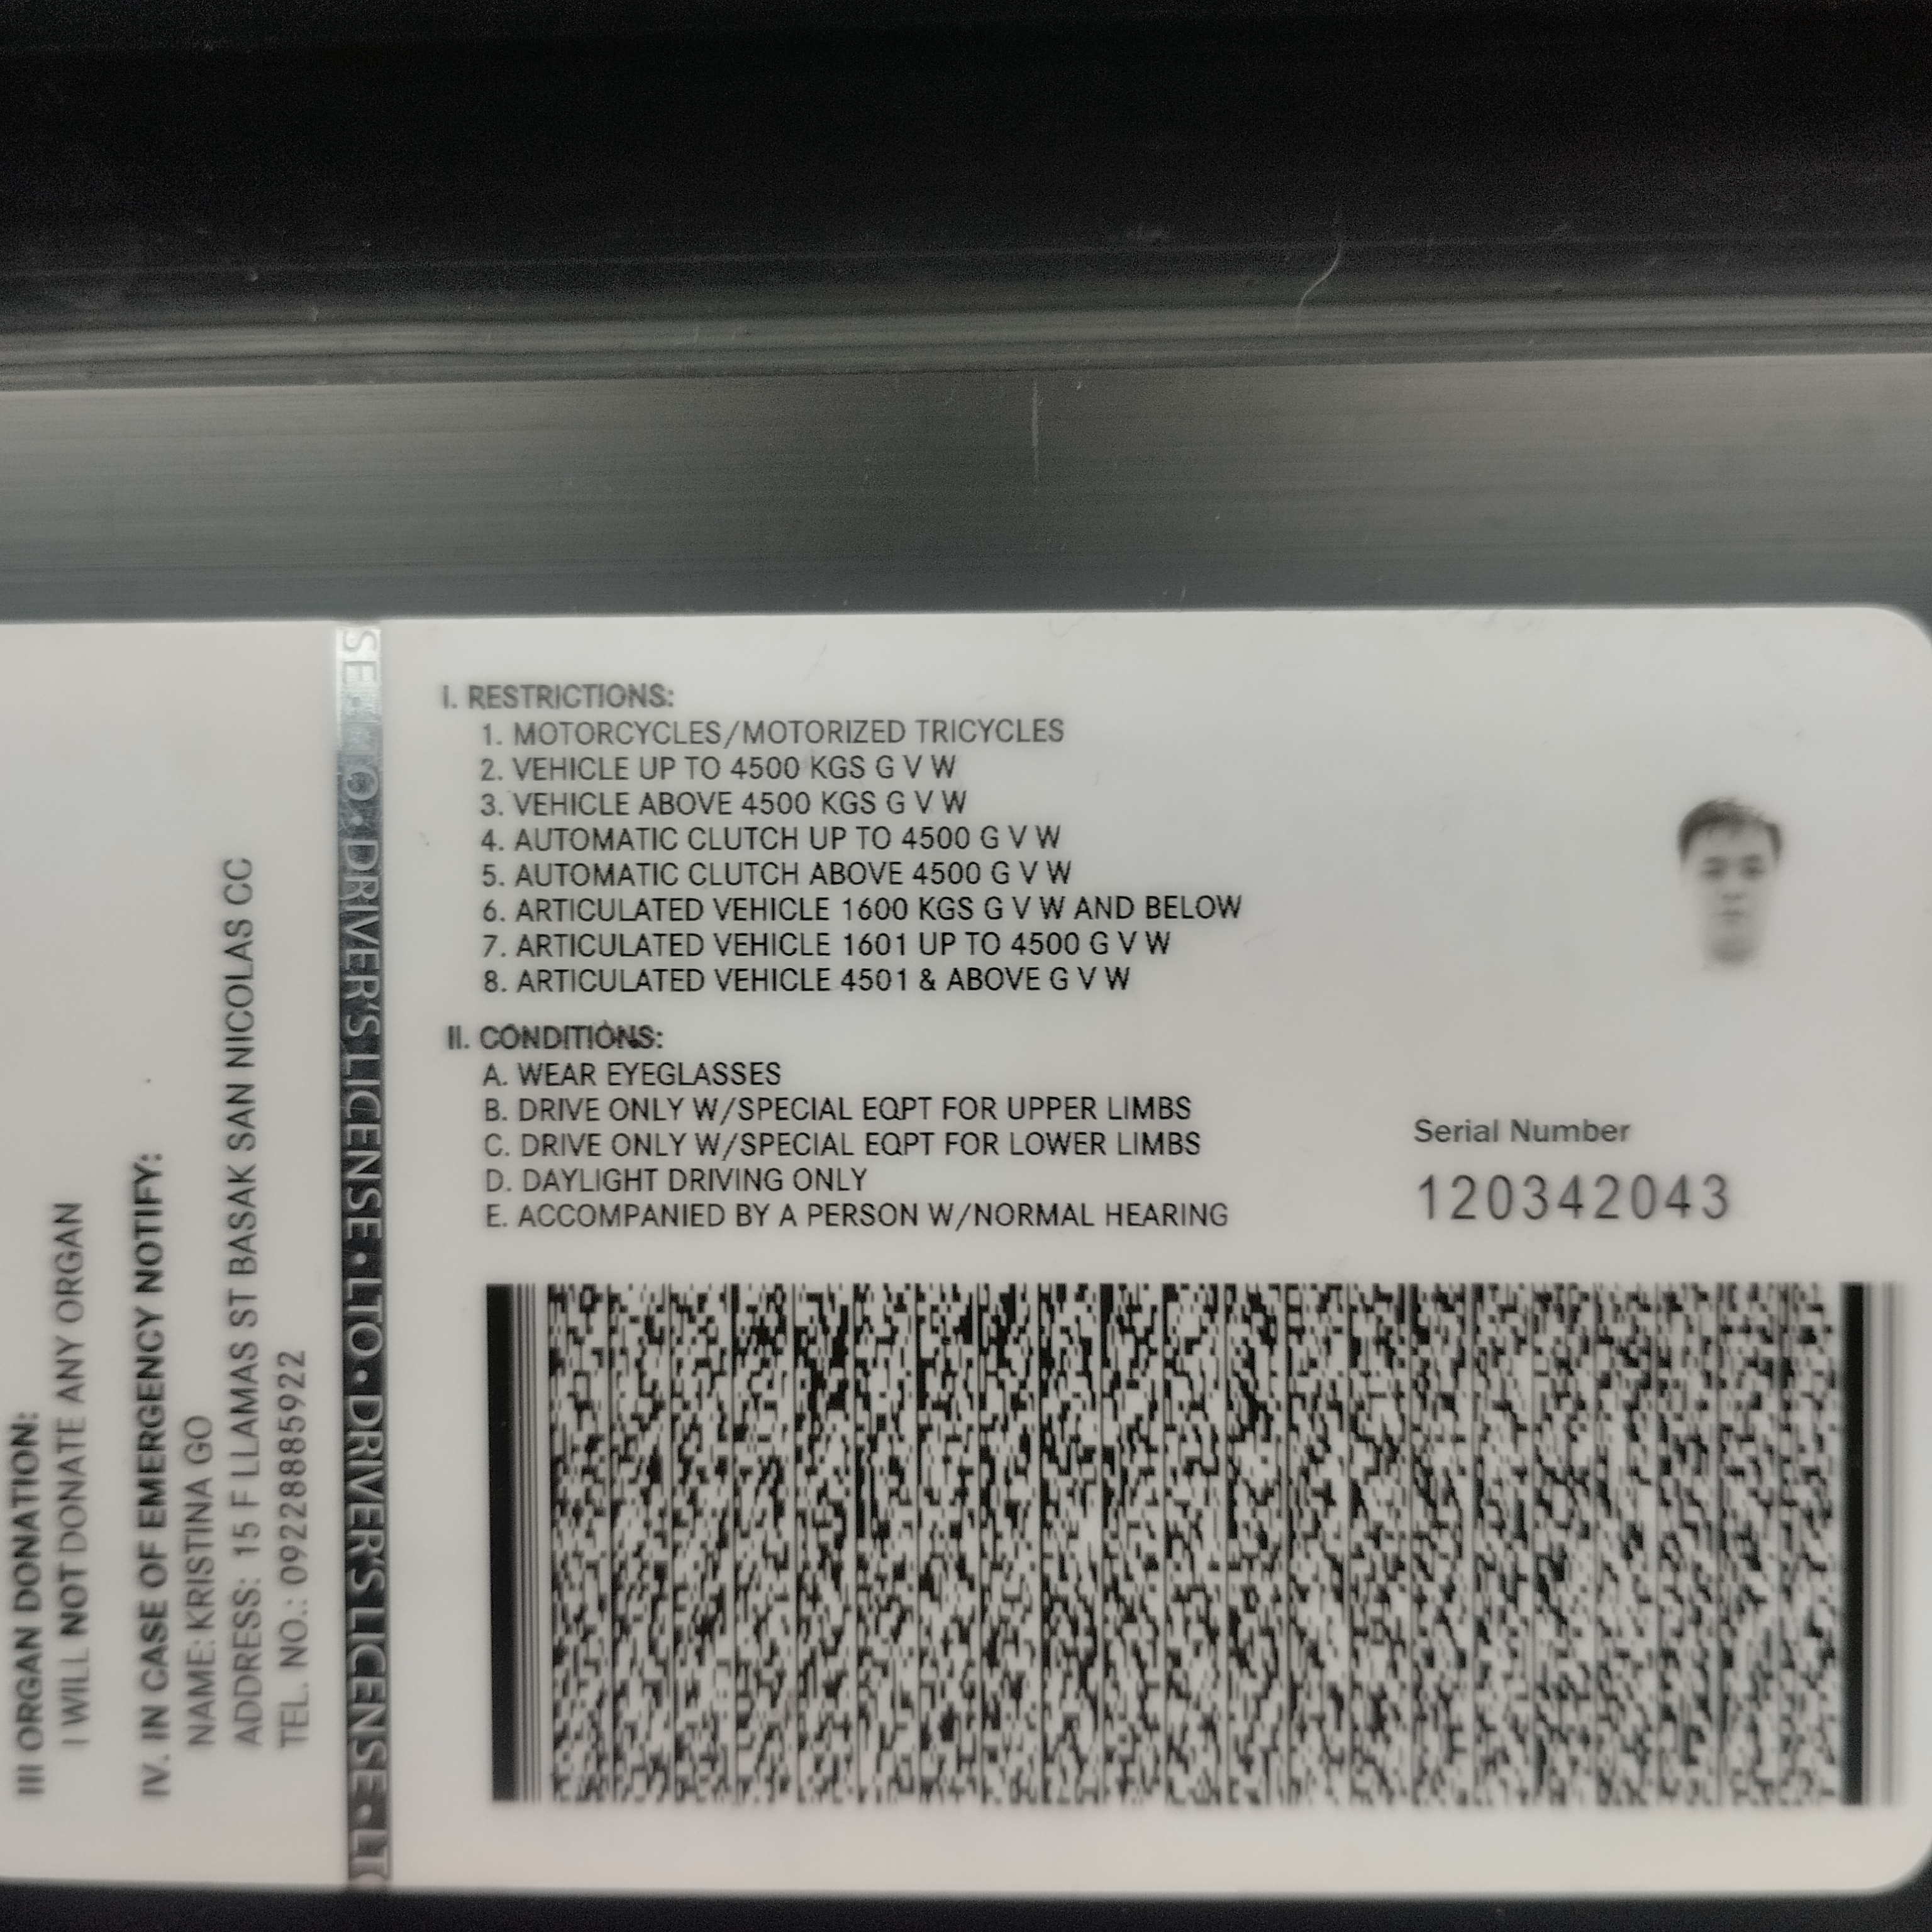 I. RESTRICTIONS:
1. MOTORCYCLES/MOTORIZED TRICYCLES
2. VEHICLE UP TO 4500 KGS G V W
3. VEHICLE ABOVE 4500 KGS G V W
4. AUTOMATIC CLUTCH UP TO 4500 G V W
5. AUTOMATIC CLUTCH ABOVE 4500 G V W
6. ARTICULATED VEHICLE 1600 KGS G V W AND BELOW
7. ARTICULATED VEHICLE 1601 UP TO 4500 G V W
8. ARTICULATED VEHICLE 4501 & ABOVE G V W
II. CONDITIONS:
A. WEAR EYEGLASSES
B. DRIVE ONLY W/SPECIAL EQPT FOR UPPER LIMBS
C. DRIVE ONLY W/SPECIAL EQPT FOR LOWER LIMBS
D. DAYLIGHT DRIVING ONLY
E. ACCOMPANIED BY A PERSON W/NORMAL HEARING
Serial Number
120342043
III ORGAN DONATION:
I WILL NOT DONATE ANY ORGAN
IV. IN CASE OF EMERGENCY NOTIFY:
NAME: KRISTINA GO
ADDRESS: 15 F LLAMAS ST BASAK SAN NICOLAS CC
TEL. NO.: 09228885922
SE • LTO • DRIVER'S LICENSE • LTO • DRIVER'S LICENSE • LTO